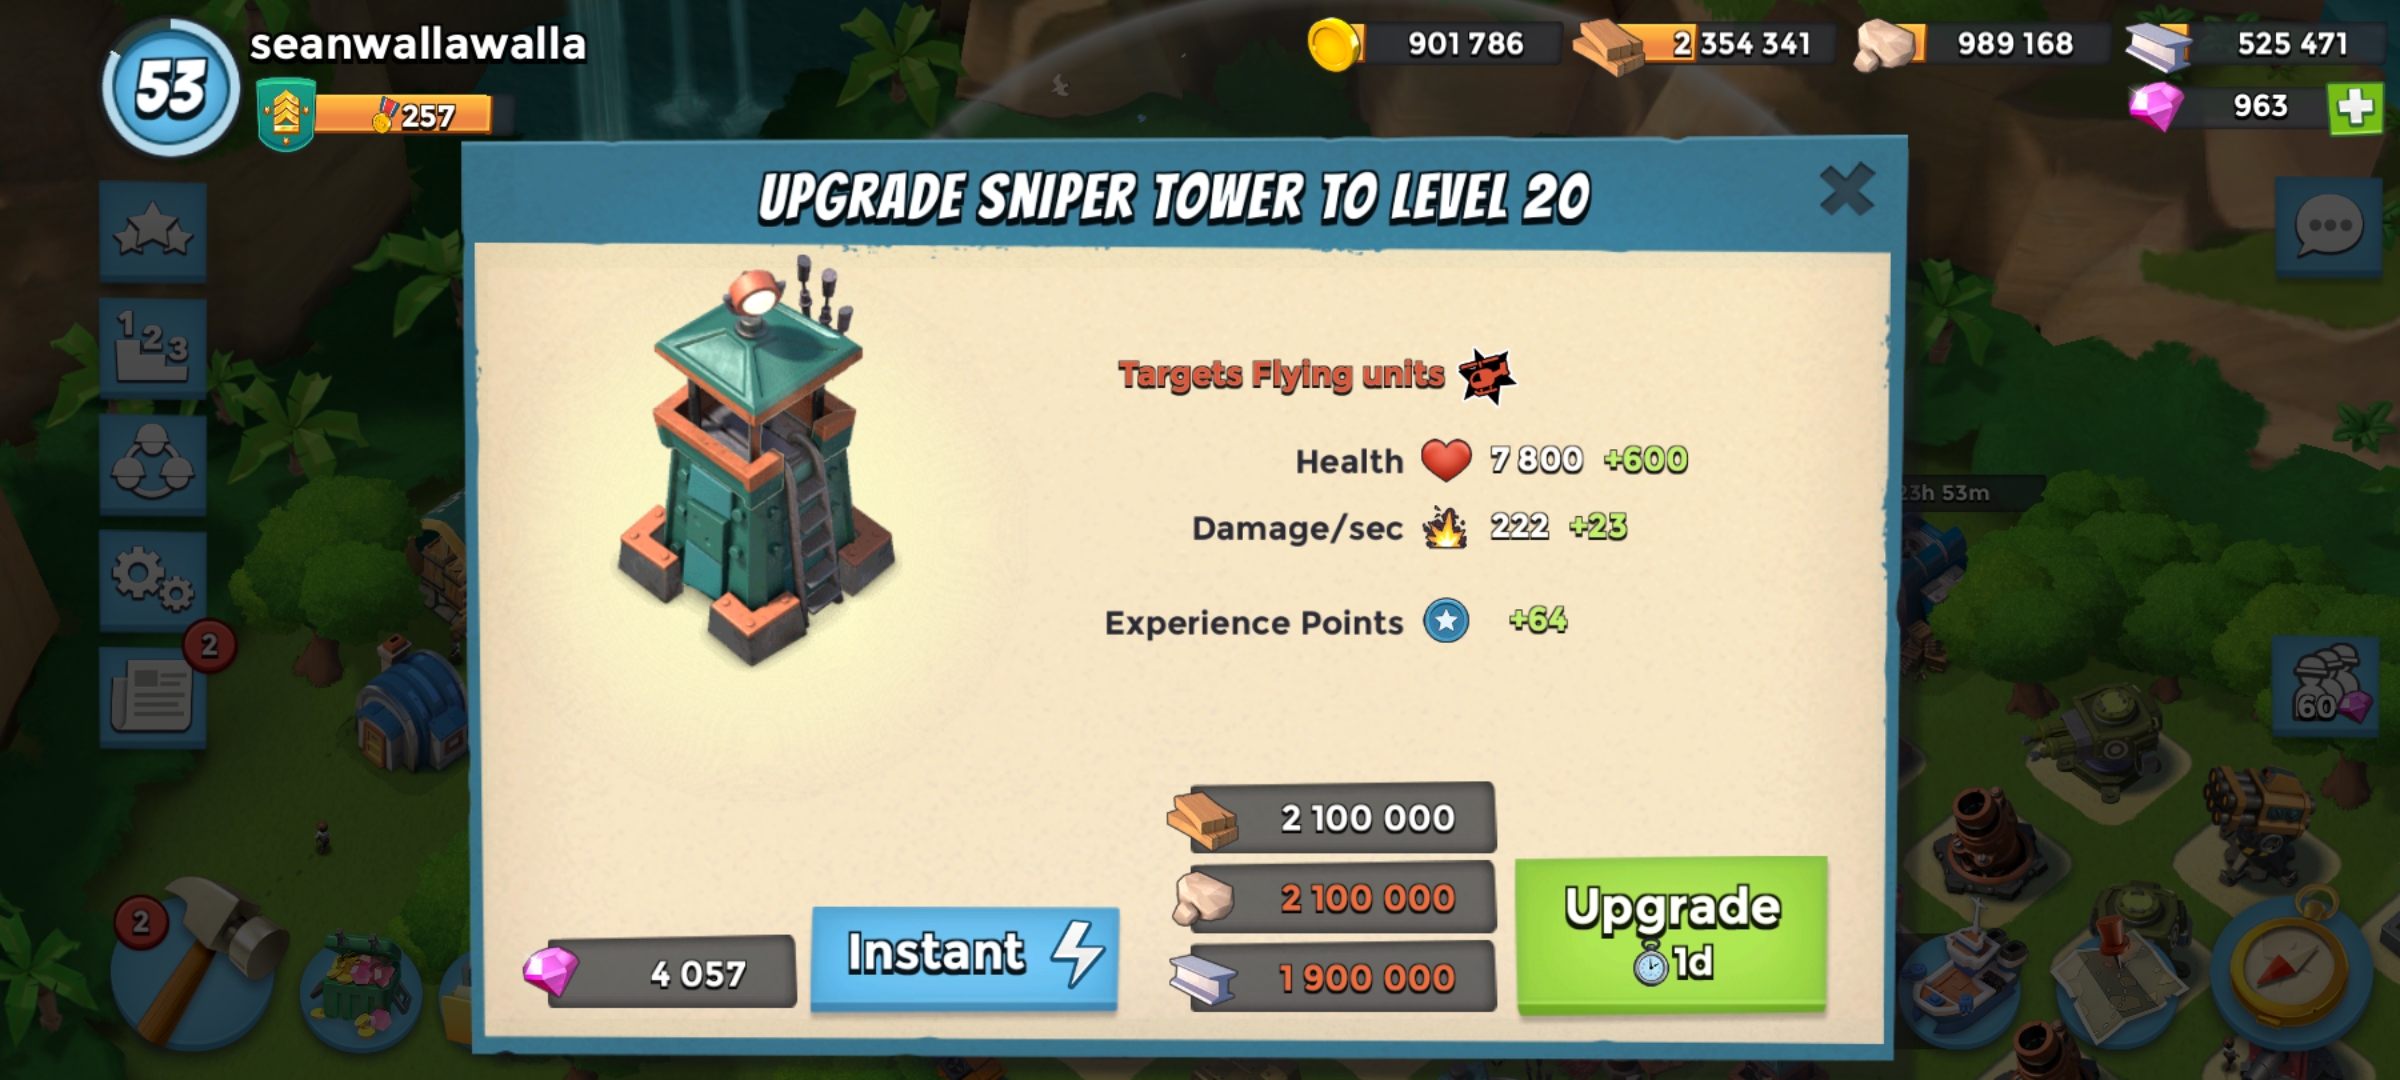 53
seanwallawalla
257
901 786
2 354 341
989 168
525 471
963
UPGRADE SNIPER TOWER TO LEVEL 20
123
Targets Flying units
Health 7 800 +600
23h 53m
Damage/sec 222 +23
Experience Points +64
2
60
2
2 100 000
2 100 000
1 900 000
4 057
Instant
Upgrade
1d